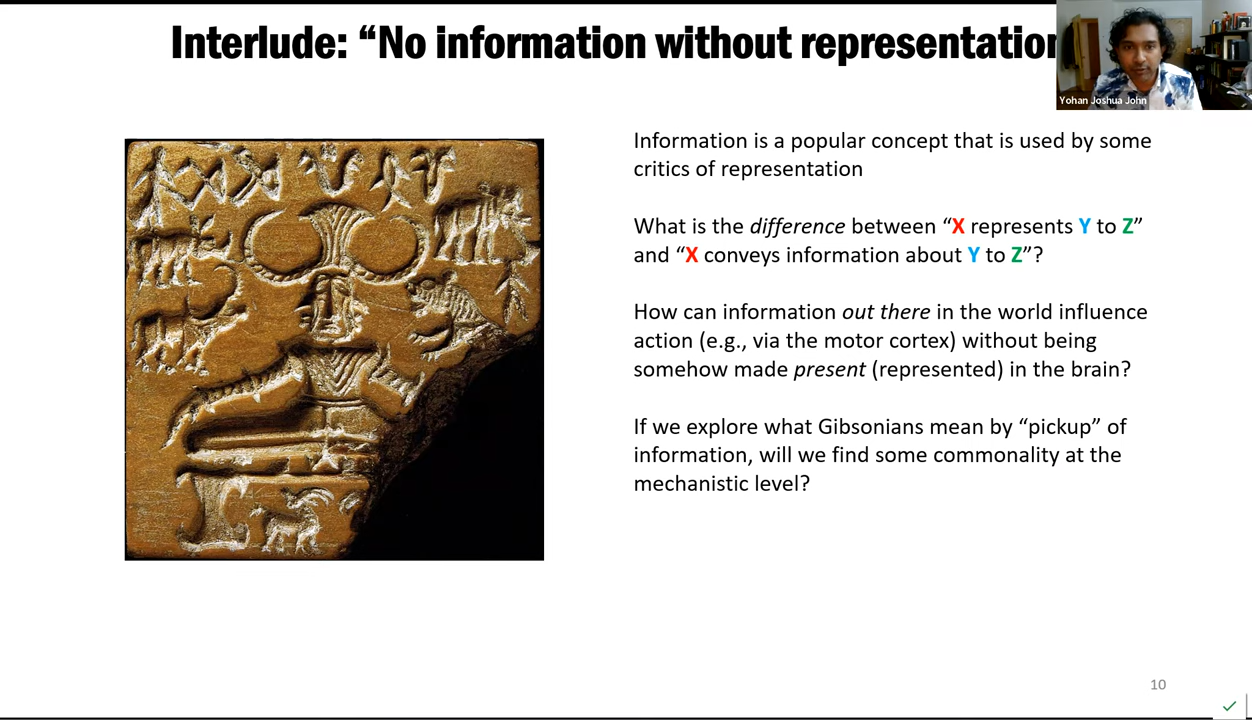 Interlude: “No information without representation
Yohan Joshua John
Information is a popular concept that is used by some
critics of representation
What is the difference between “X represents Y to Z”
and “X conveys information about Y to Z”?
How can information out there in the world influence
action (e.g., via the motor cortex) without being
somehow made present (represented) in the brain?
If we explore what Gibsonians mean by “pickup” of
information, will we find some commonality at the
mechanistic level?
10